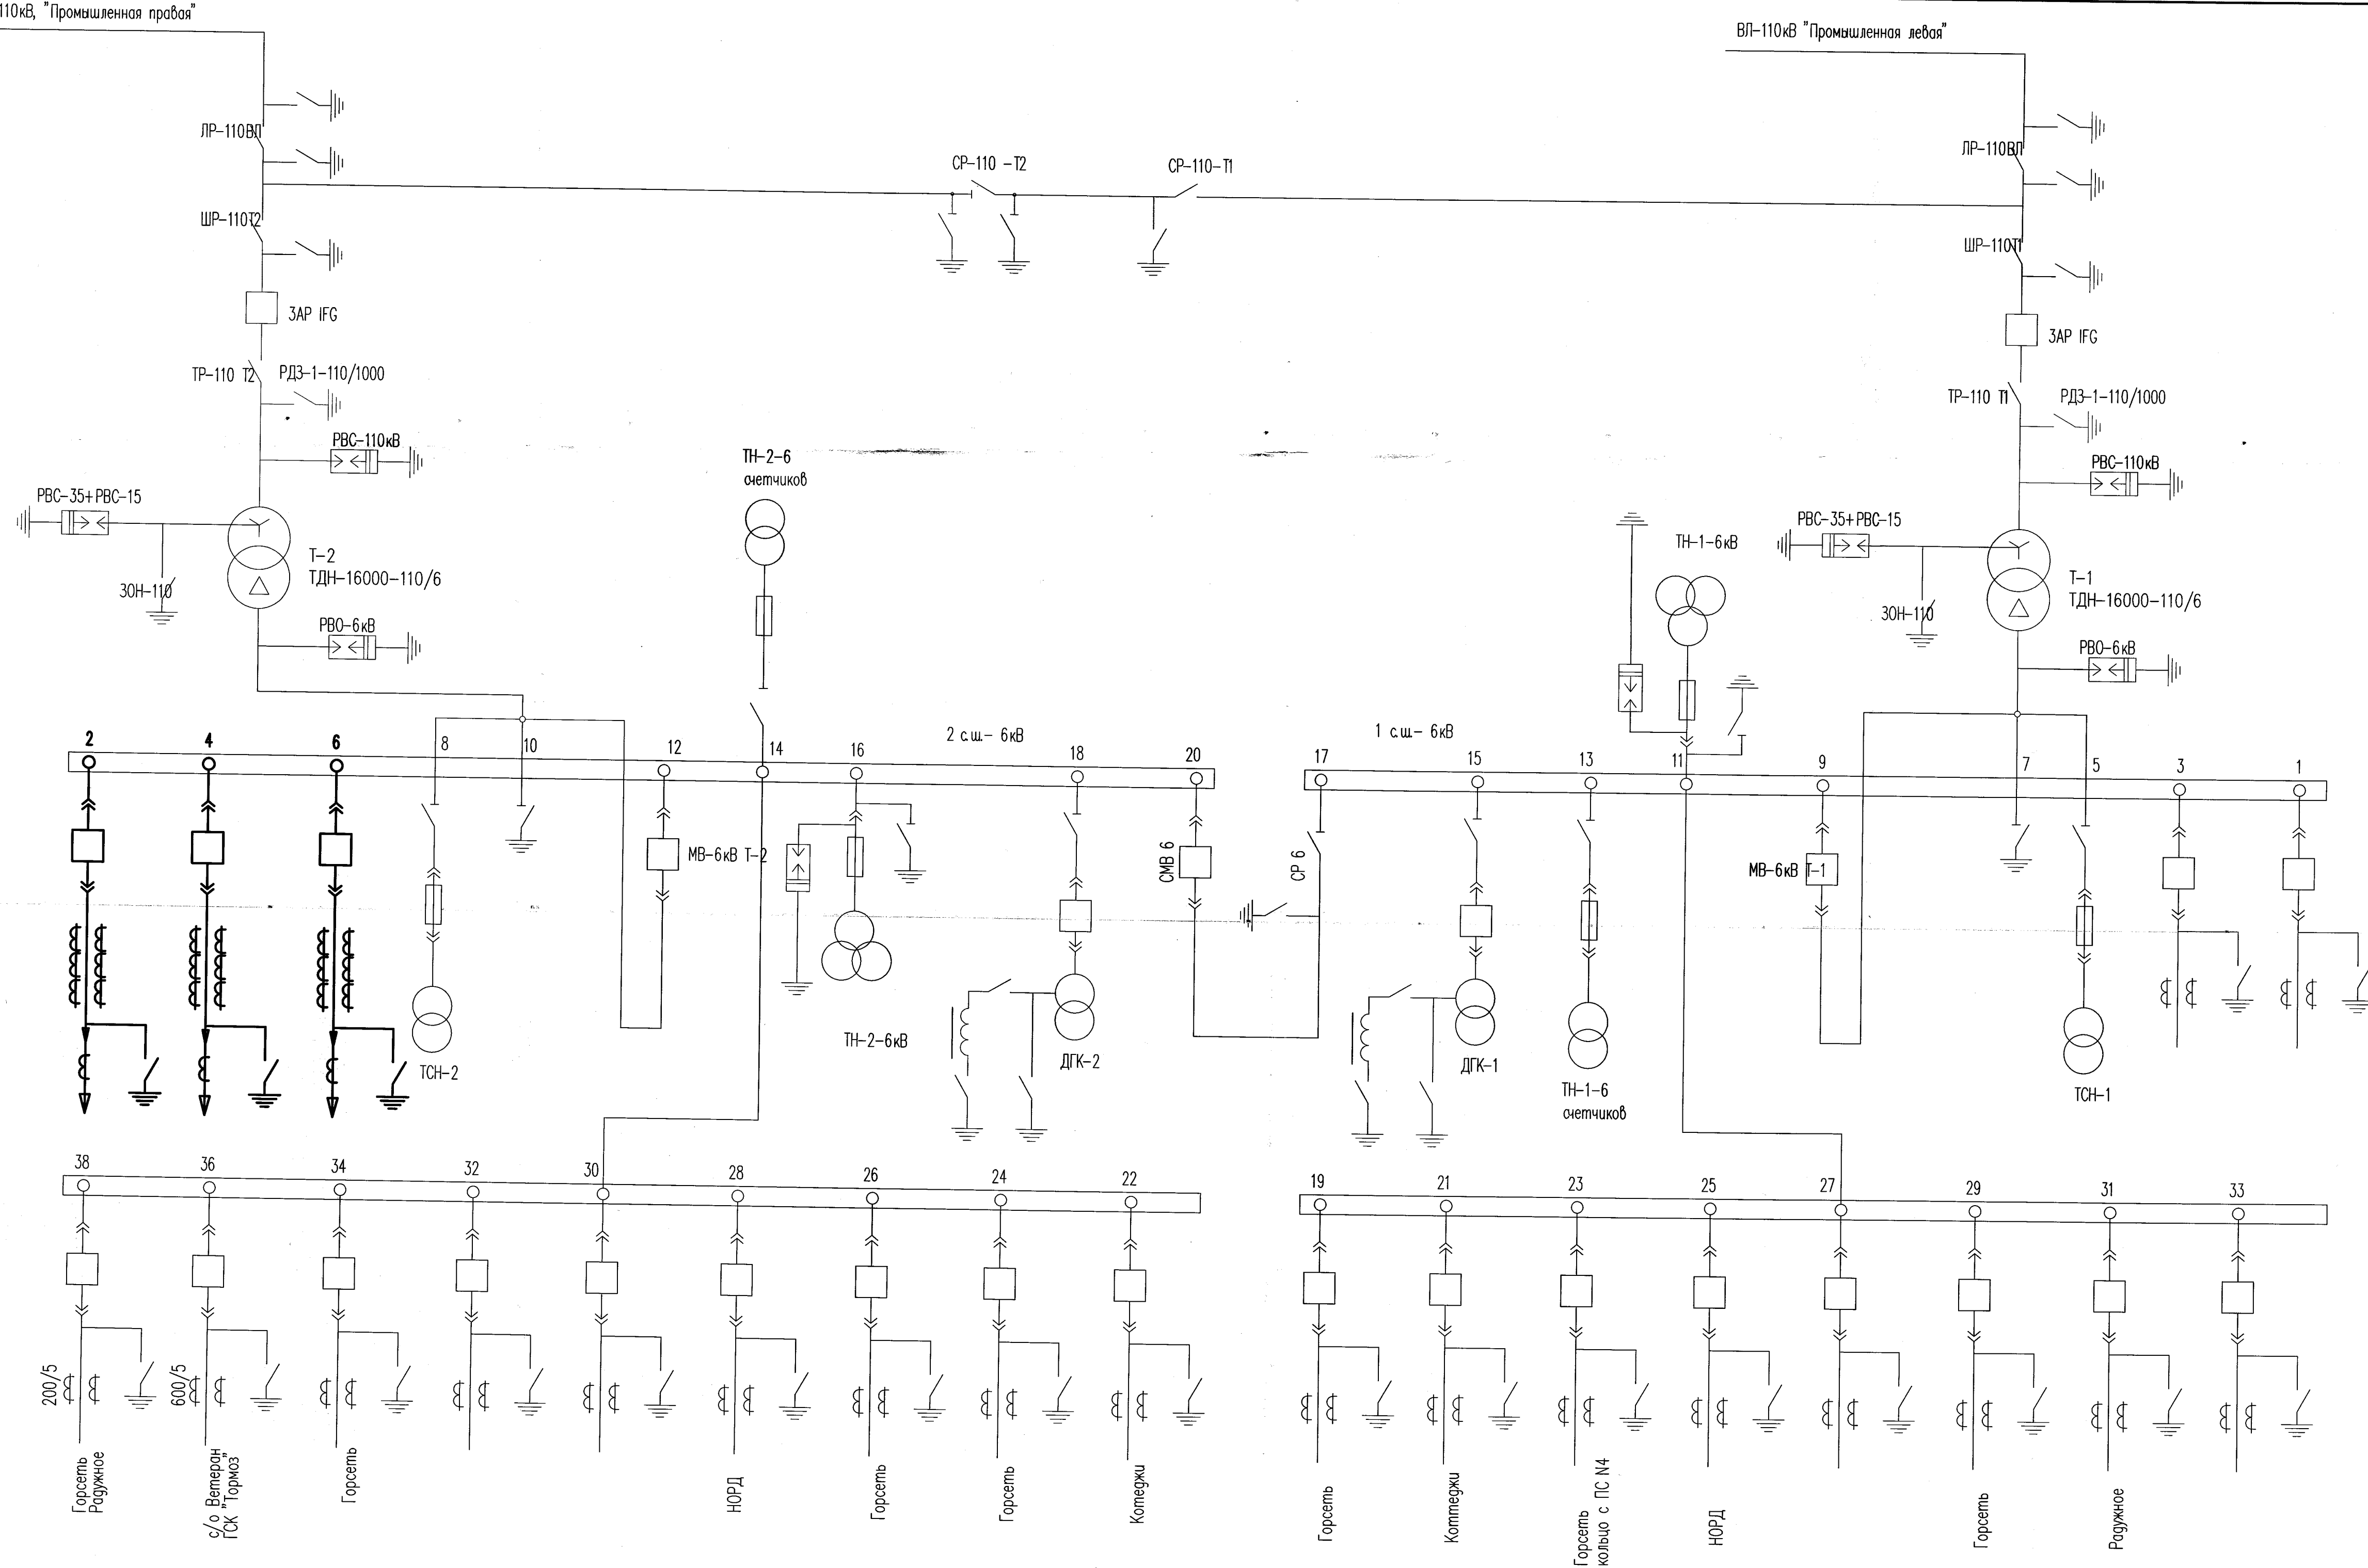 110кВ, "Промышленная правая"
ВЛ-110кВ "Промышленная левая"
ЛР-110ВЛ
СР-110 -Т2
СР-110-Т1
ЛР-110ВЛ
ШР-110Т2
ШР-110Т1
3АР IFG
3АР IFG
ТР-110 Т2
РДЗ-1-110/1000
ТР-110 Т1
РДЗ-1-110/1000
РВС-110кВ
ТН-2-6
счетчиков
РВС-110кВ
РВС-35+РВС-15
РВС-35+РВС-15
ТН-1-6кВ
Т-2
ТДН-16000-110/6
ЗОН-110
Т-1
ТДН-16000-110/6
ЗОН-110
РВО-6кВ
РВО-6кВ
2 с.ш- 6кВ
1 с.ш- 6кВ
2
4
6
8
10
12
14
16
18
20
17
15
13
11
9
7
5
3
1
МВ-6кВ Т-2
СМВ 6
СР 6
МВ-6кВ Т-1
ТН-2-6кВ
ТСН-2
ДГК-2
ДГК-1
ТН-1-6
счетчиков
ТСН-1
38
36
34
32
30
28
26
24
22
19
21
23
25
27
29
31
33
200/5
600/5
Горсеть
Радужное
с/о Ветеран
ГСК "Тормоз"
Горсеть
НОРД
Горсеть
Горсеть
Котеджи
Горсеть
Коттеджи
Горсеть
кольцо с ПС N4
НОРД
Горсеть
Радужное